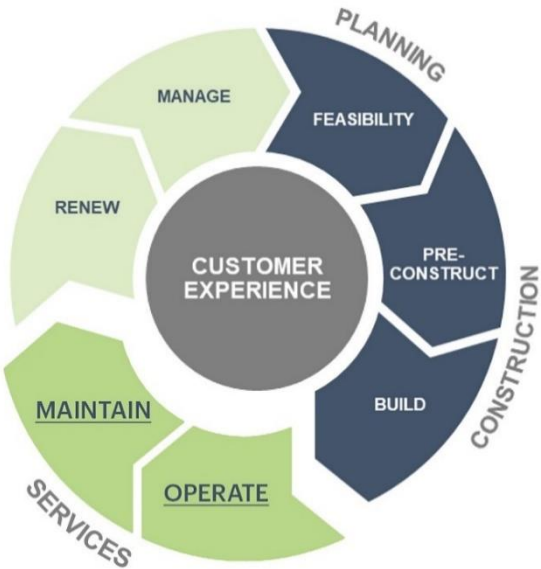 PLANNING
MANAGE
FEASIBILITY
RENEW
CUSTOMER
EXPERIENCE
PRE-
CONSTRUCT
CONSTRUCTION
BUILD
MAINTAIN
OPERATE
SERVICES